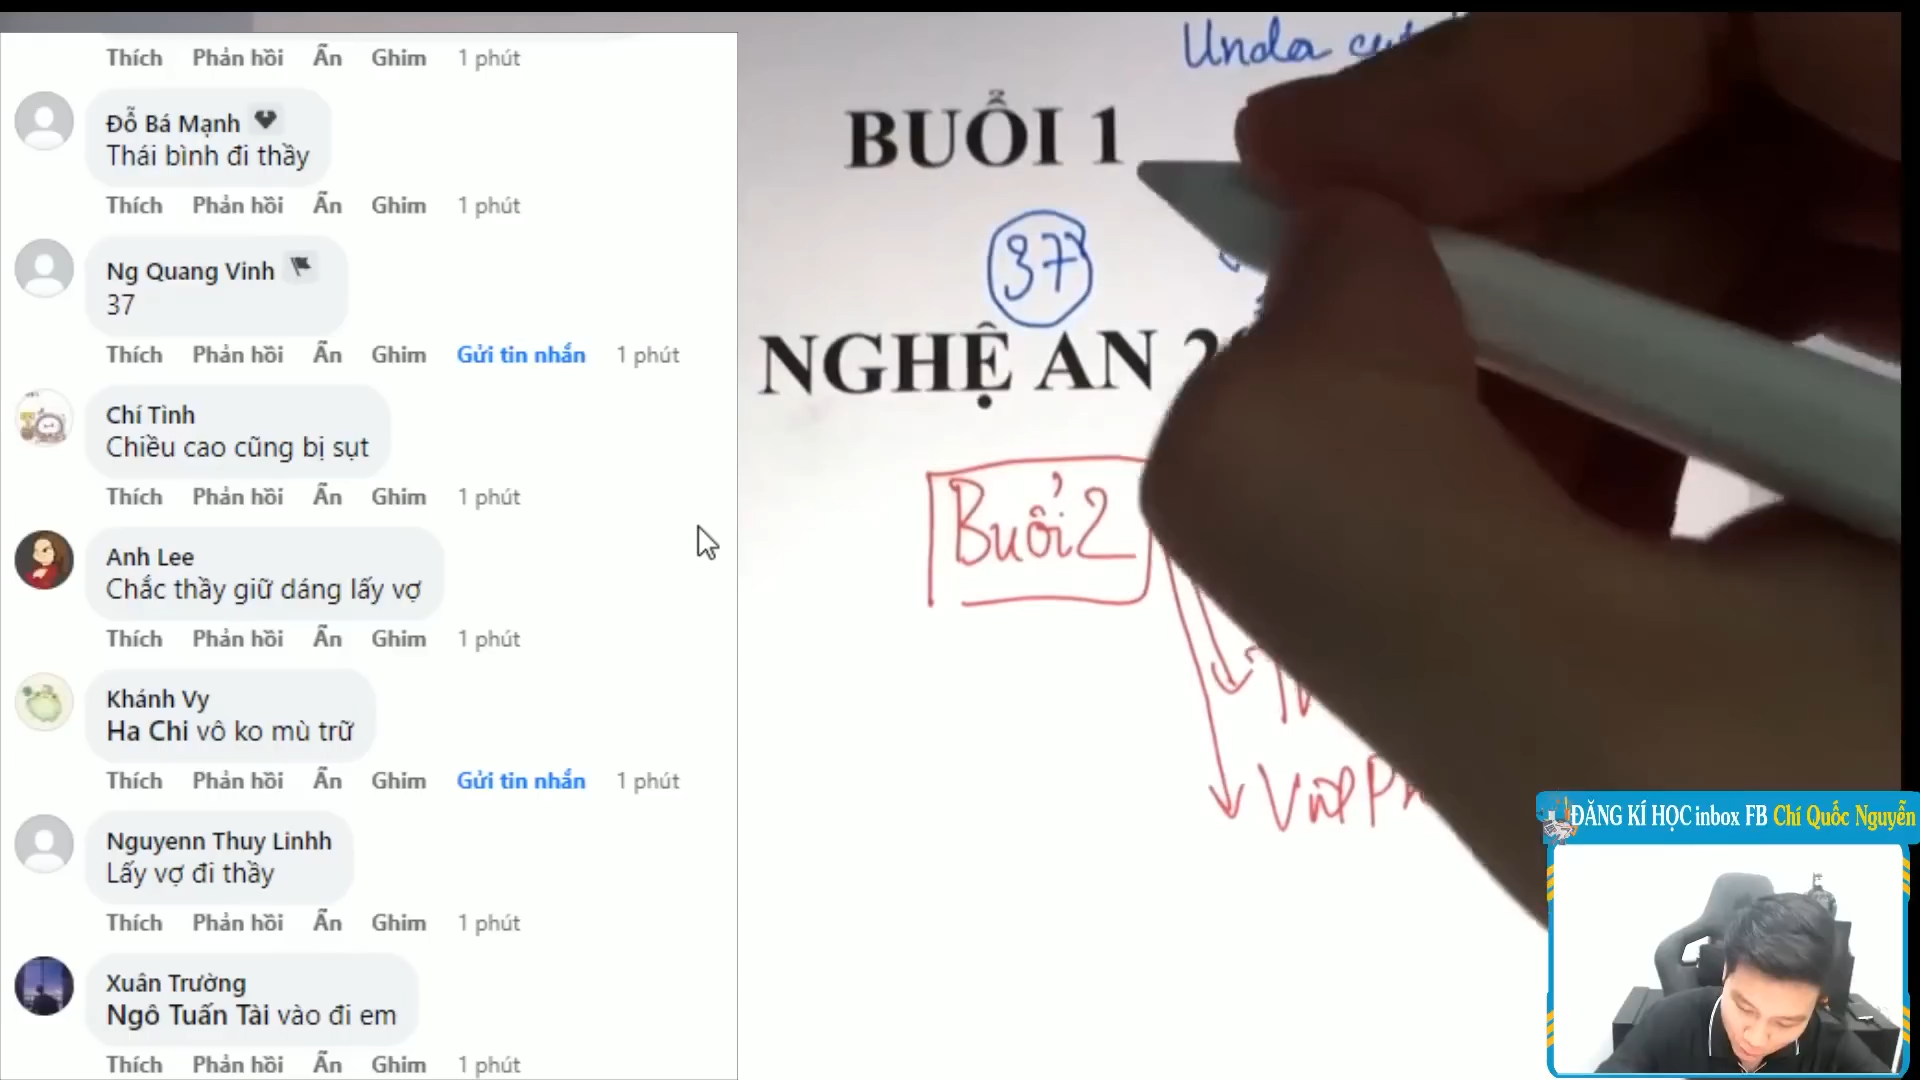 Thích Phản hồi Ẩn Ghim 1 phút
Đỗ Bá Mạnh
Thái bình đi thầy
Thích Phản hồi Ẩn Ghim 1 phút
Ng Quang Vinh
37
Thích Phản hồi Ẩn Ghim Gửi tin nhắn 1 phút
Chí Tình
Chiều cao cũng bị sụt
Thích Phản hồi Ẩn Ghim 1 phút
Anh Lee
Chắc thầy giữ dáng lấy vợ
Thích Phản hồi Ẩn Ghim 1 phút
Khánh Vy
Ha Chi vô ko mù trữ
Thích Phản hồi Ẩn Ghim Gửi tin nhắn 1 phút
Nguyenn Thuy Linhh
Lấy vợ đi thầy
Thích Phản hồi Ẩn Ghim 1 phút
Xuân Trường
Ngô Tuấn Tài vào đi em
Thích Phản hồi Ẩn Ghim 1 phút
Unda
BUỔI 1
37
NGHỆ AN
Buổi 2
ĐĂNG KÍ HỌC inbox FB Chí Quốc Nguyễn